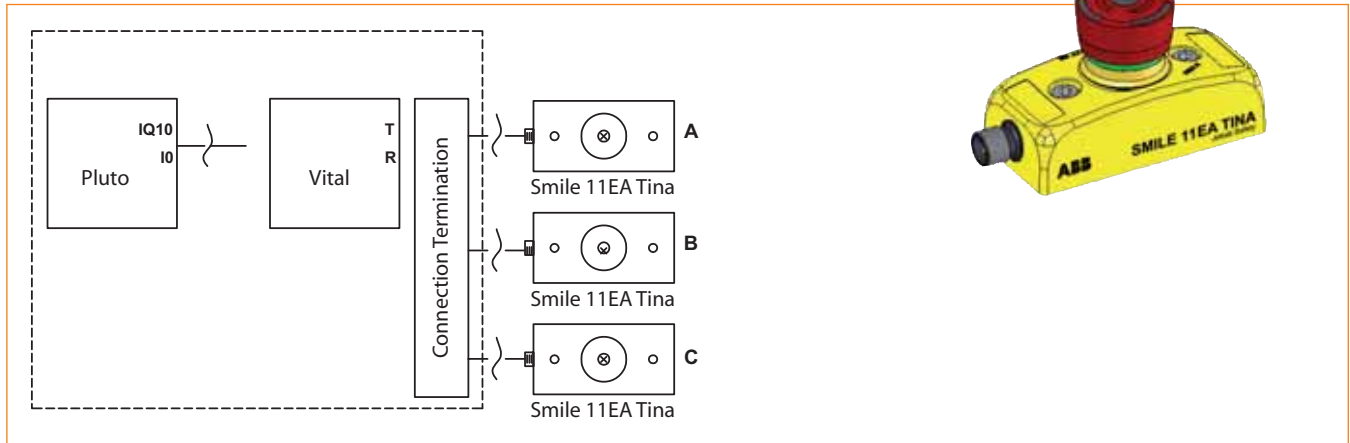 IQ10
I0
Pluto
T
R
Vital
Connection Termination
A
Smile 11EA Tina
B
Smile 11EA Tina
C
Smile 11EA Tina
ABB
SMILE 11EA TINA